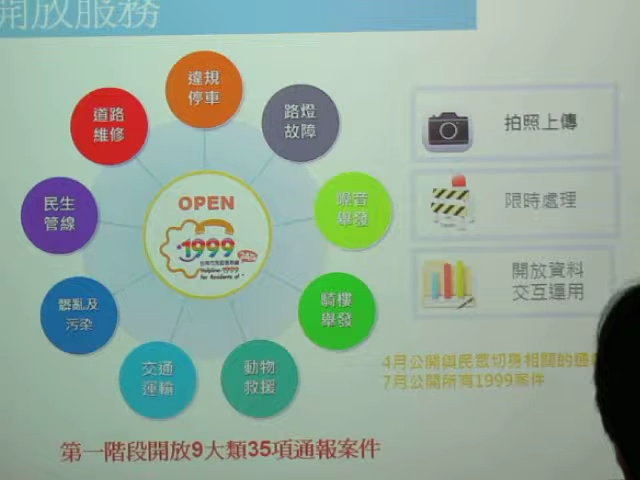 開放服務
違規
停車
路燈
故障
噪音
舉發
騎樓
舉發
動物
救援
交通
運輸
髒亂及
污染
民生
管線
道路
維修
OPEN
1999
Helpline 1999
for Residents of
拍照上傳
限時處理
開放資料
交互運用
4月公開與民眾切身相關的
7月公開所有1999案件
第一階段開放9大類35項通報案件